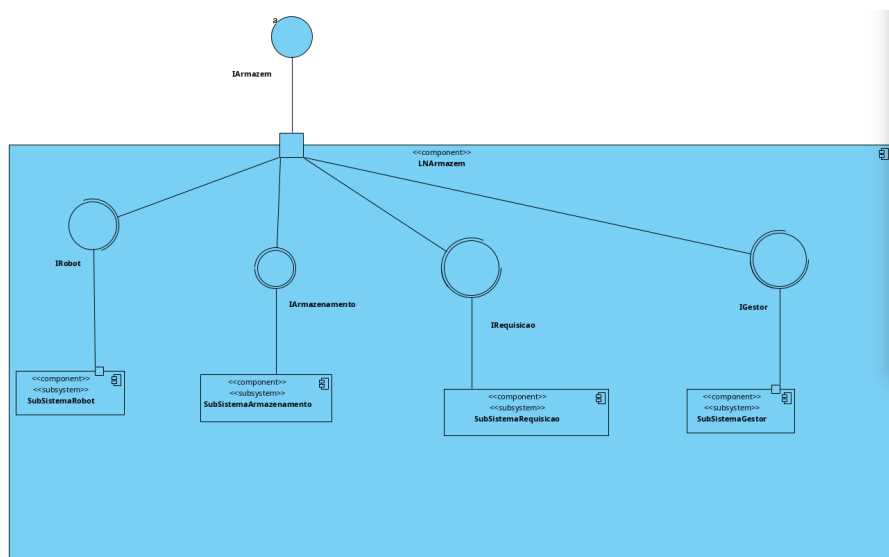 a
IArmazem
<<component>>
LNArmazem
IRobot
IArmazenamento
IRequisicao
IGestor
<<component>>
<<subsystem>>
SubSistemaRobot
<<component>>
<<subsystem>>
SubSistemaArmazenamento
<<component>>
<<subsystem>>
SubSistemaRequisicao
<<component>>
<<subsystem>>
SubSistemaGestor